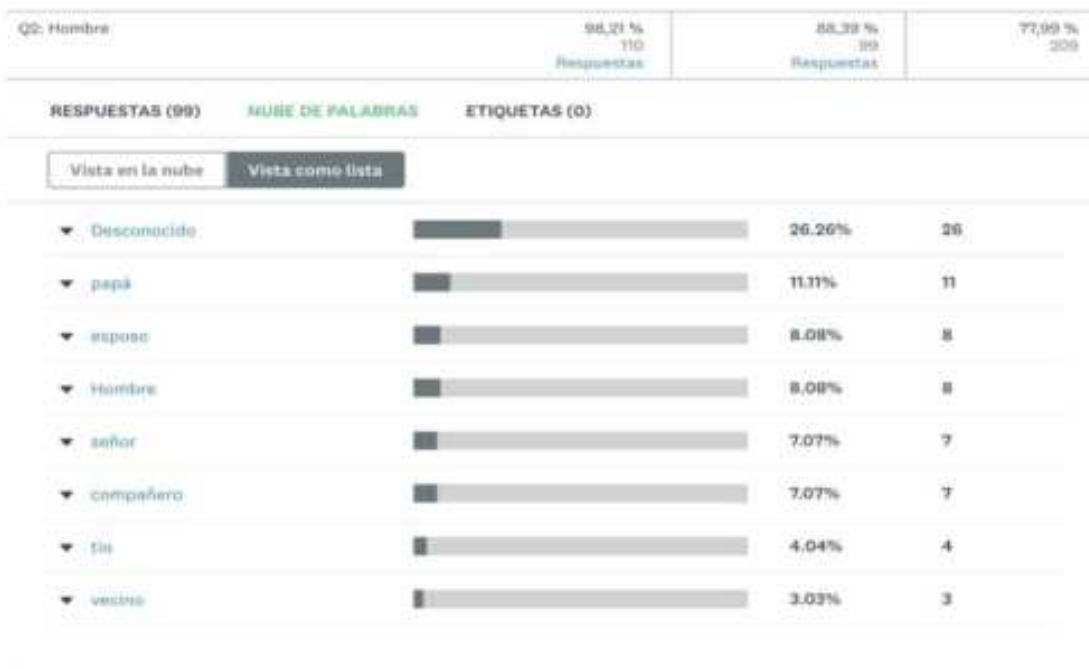 Q2: Hombre 98,21 % 88,39 % 77,99 %
110 99 209
Respuestas Respuestas
RESPUESTAS (99) NUBE DE PALABRAS ETIQUETAS (0)
Vista en la nube Vista como lista
Desconocido 26.26% 26
papá 11.11% 11
esposo 8.08% 8
Hombre 8.08% 8
señor 7.07% 7
compañero 7.07% 7
tio 4.04% 4
vecino 3.03% 3